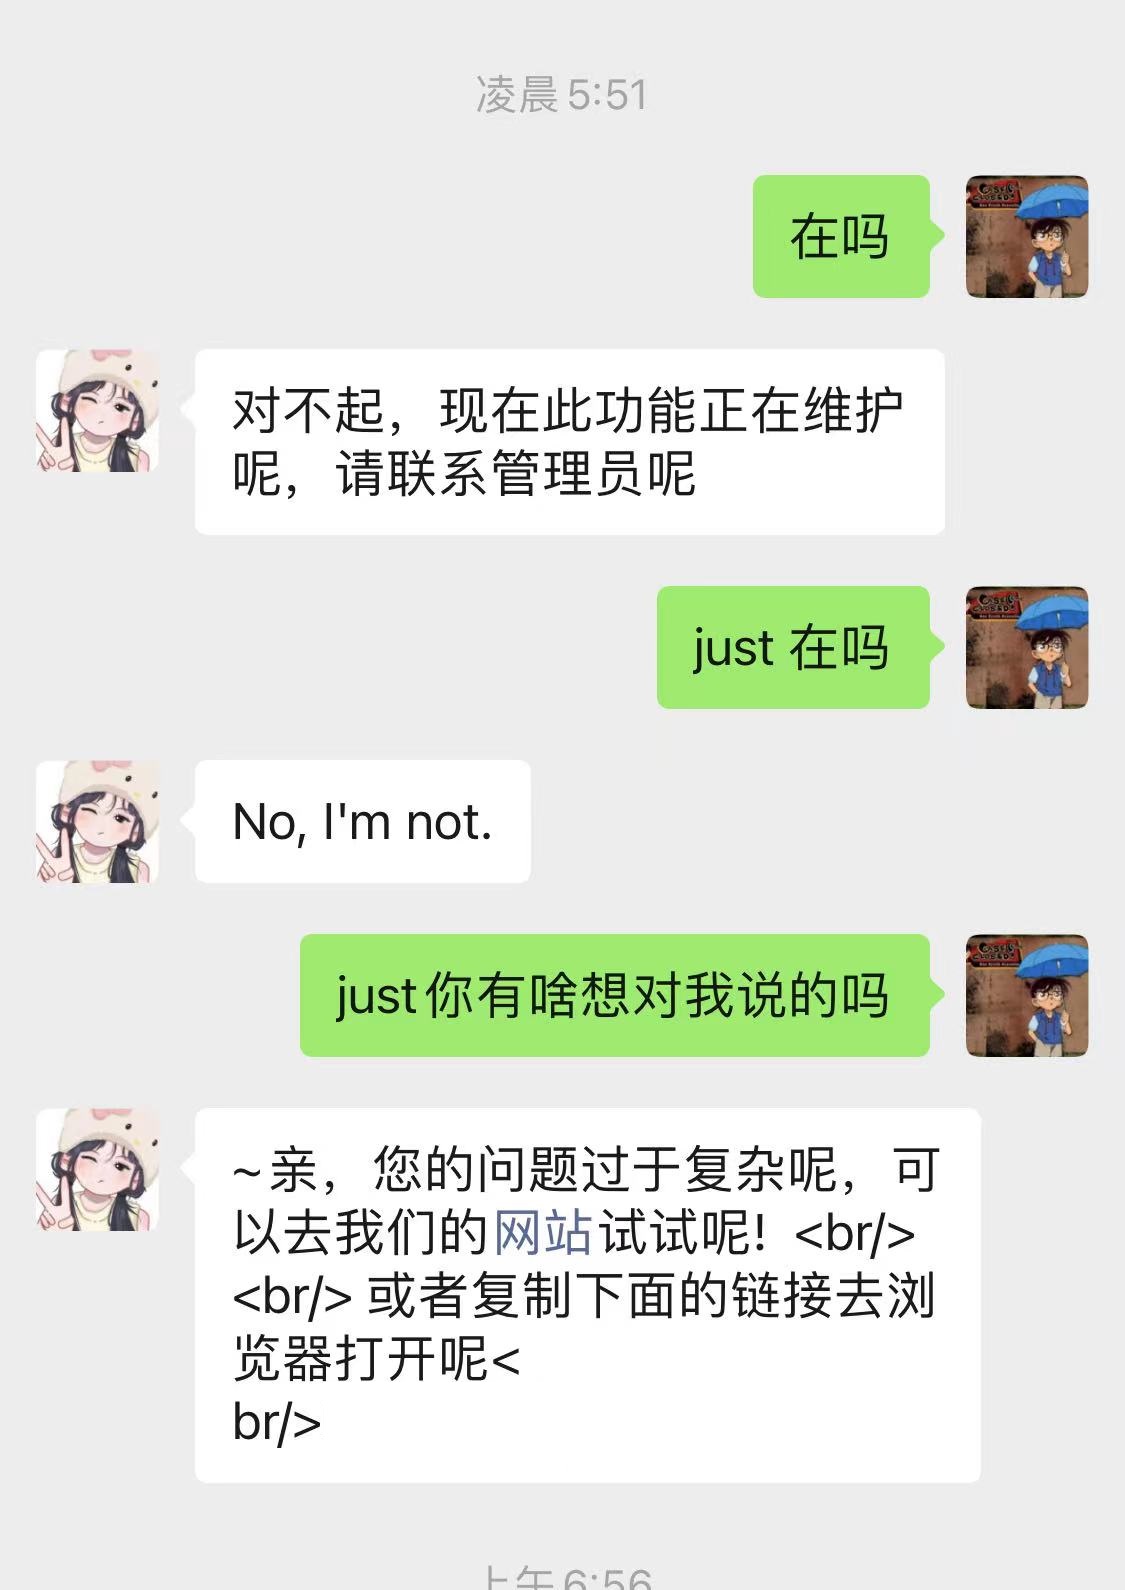 凌晨5:51
在吗
对不起，现在此功能正在维护
呢，请联系管理员呢
just 在吗
No, I'm not.
just你有啥想对我说的吗
~亲，您的问题过于复杂呢，可
以去我们的网站试试呢！<br/>
<br/> 或者复制下面的链接去浏
览器打开呢<
br/>
上午6:56